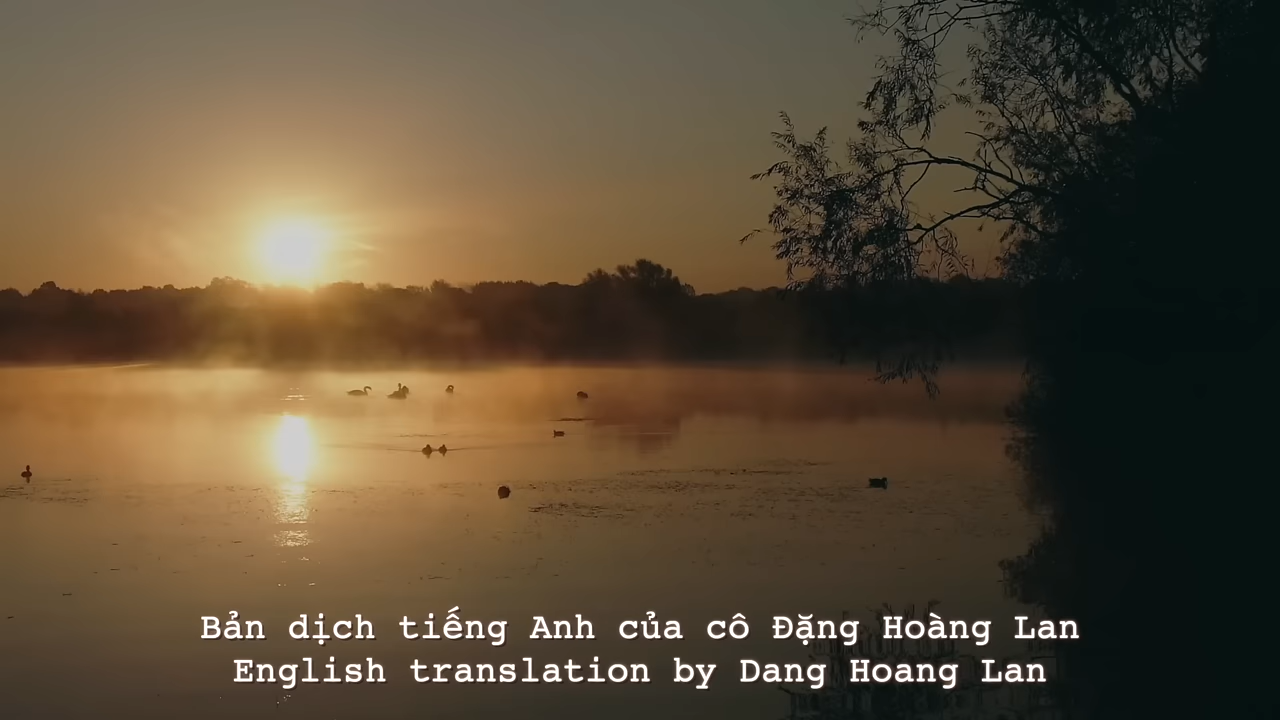 Bản dịch tiếng Anh của cô Đặng Hoàng Lan
English translation by Dang Hoang Lan